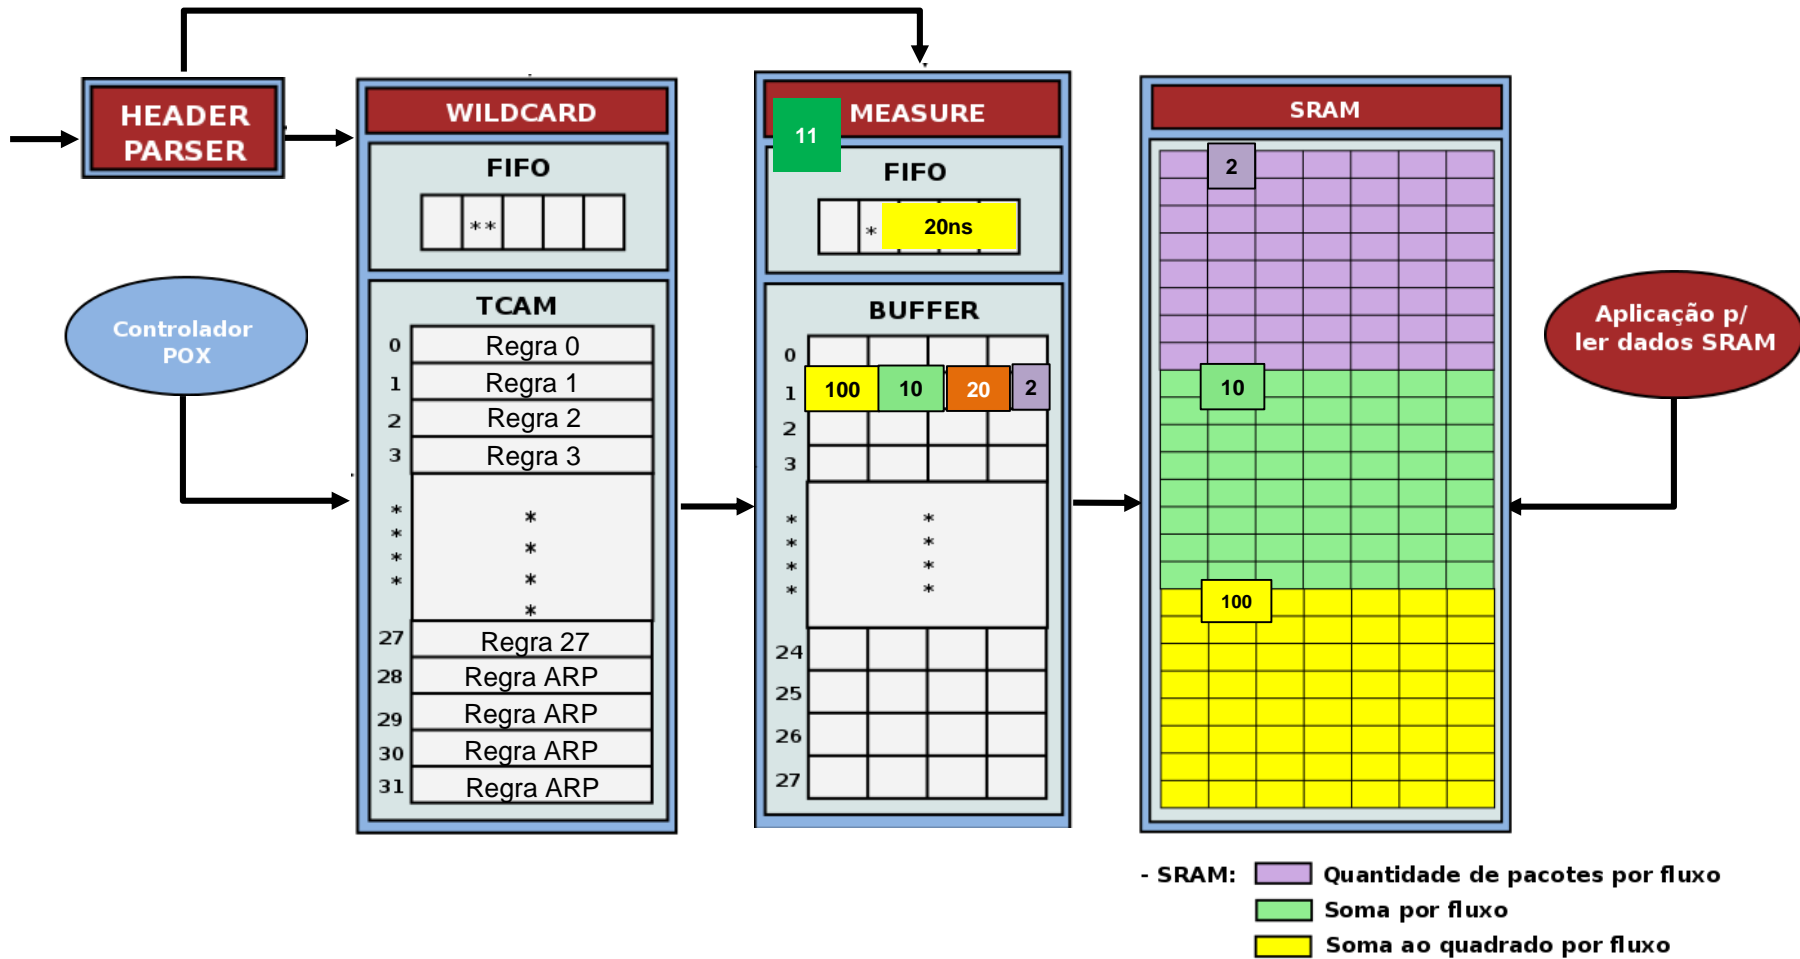 HEADER
PARSER
WILDCARD
FIFO
**
TCAM
0 Regra 0
1 Regra 1
2 Regra 2
3 Regra 3
* *
* *
* *
* *
27 Regra 27
28 Regra ARP
29 Regra ARP
30 Regra ARP
31 Regra ARP
Controlador
POX
MEASURE
11
FIFO
* 20ns
BUFFER
0
1 100 10 20 2
2
3
* *
* *
* *
* *
24
25
26
27
SRAM
2
10
100
Aplicação p/
ler dados SRAM
- SRAM: Quantidade de pacotes por fluxo
Soma por fluxo
Soma ao quadrado por fluxo